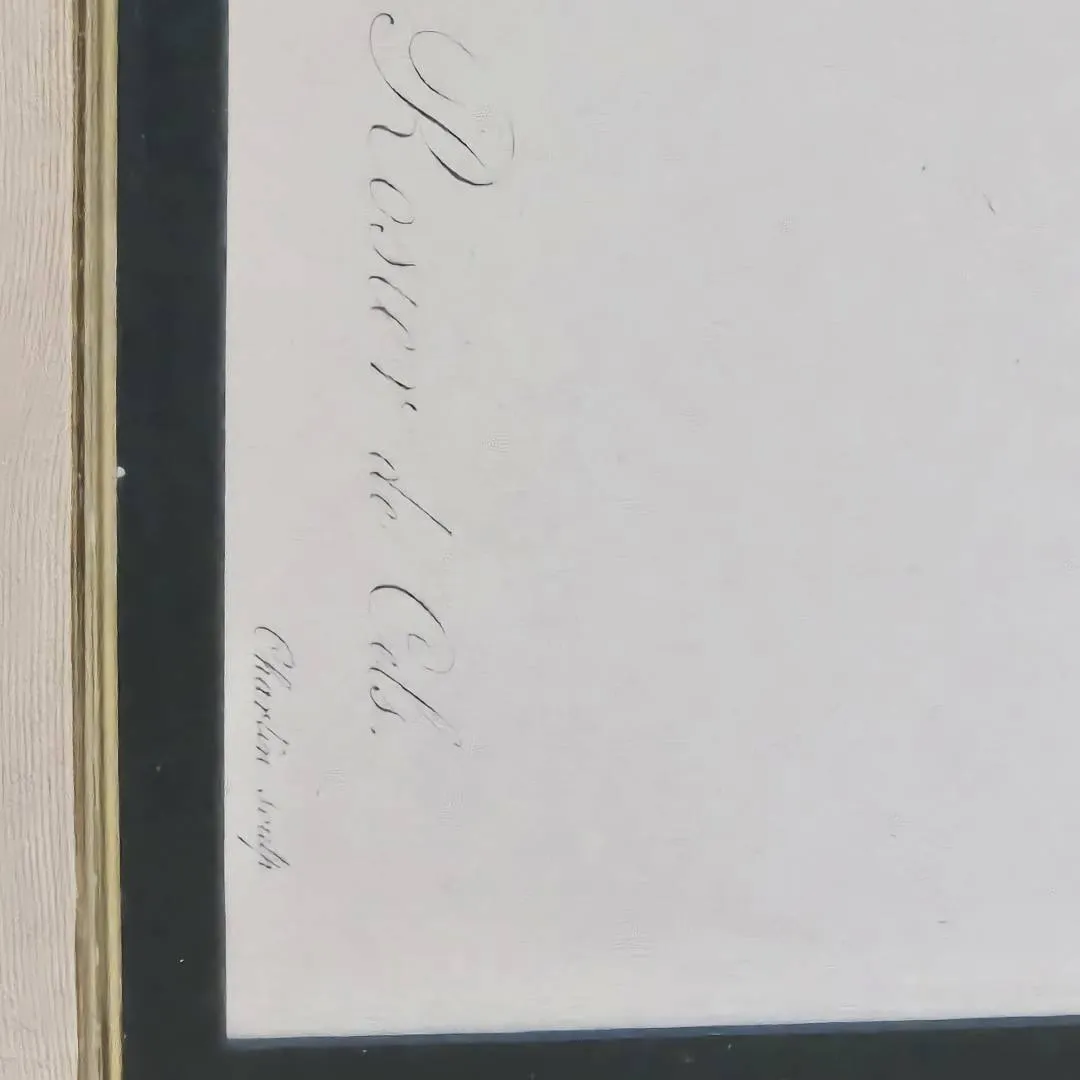 Rosier de Cels.
Charlin sculp